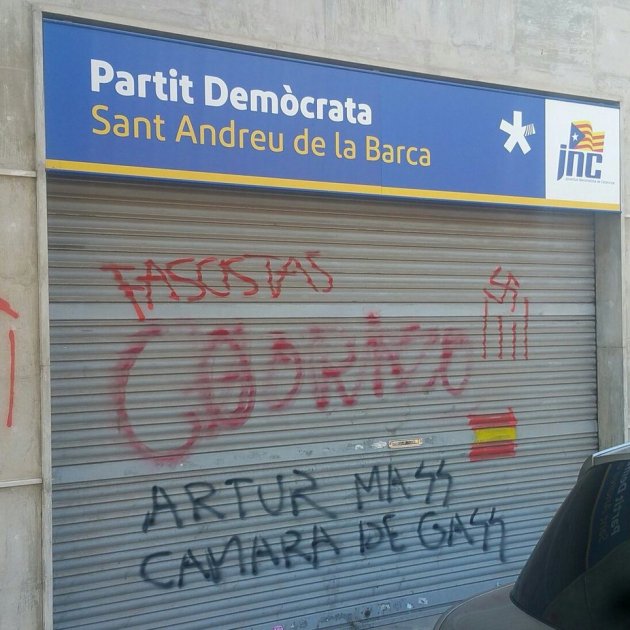 Partit Demòcrata
Sant Andreu de la Barca
jnc
FASCISTAS
ARTUR MASS
CAMARA DE GASS